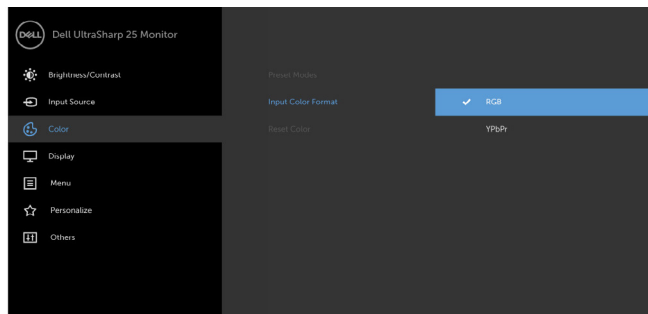 DELL Dell UltraSharp 25 Monitor
Brightness/Contrast
Input Source
Color
Display
Menu
Personalize
Others
Preset Modes
Input Color Format
Reset Color
RGB
YPbPr